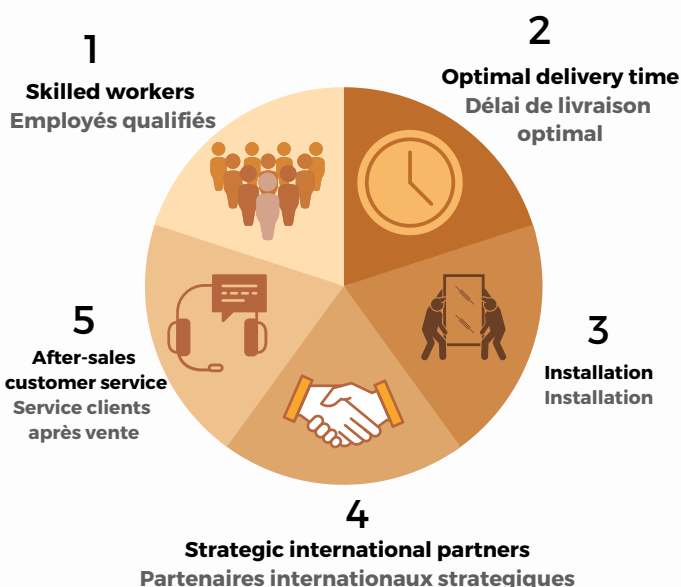 1
Skilled workers
Employés qualifiés
2
Optimal delivery time
Délai de livraison
optimal
3
Installation
Installation
4
Strategic international partners
Partenaires internationaux strategiques
5
After-sales
customer service
Service clients
après vente